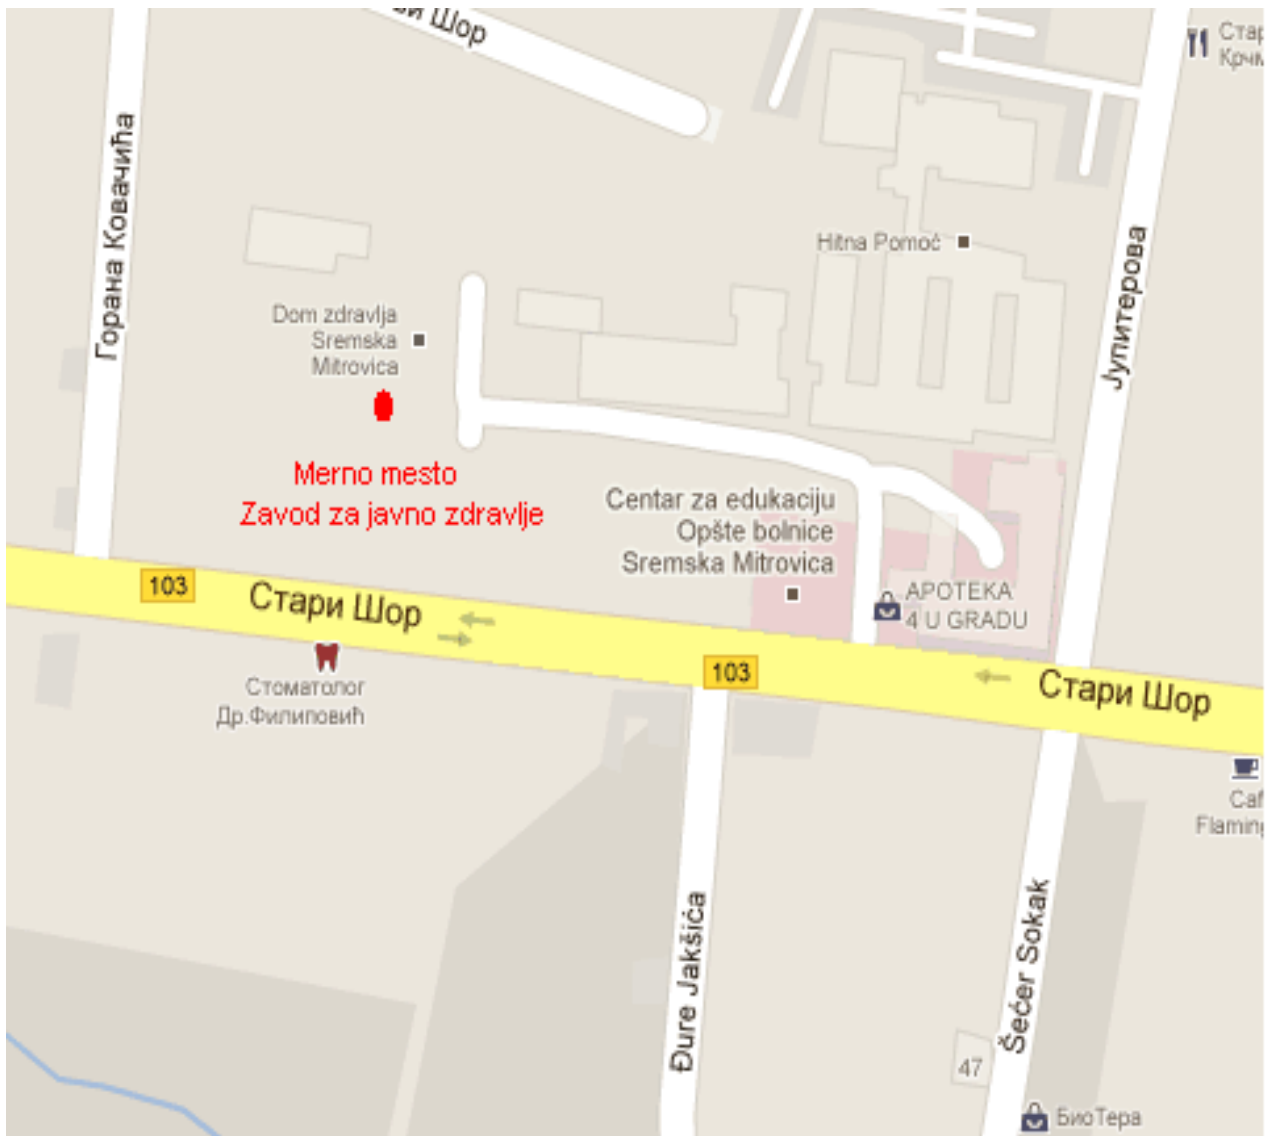 Шор
Горана Ковачића
Hitna Pomoć
Јупитерова
Dom zdravlja
Sremska
Mitrovica
Merno mesto
Zavod za javno zdravlje
Centar za edukaciju
Opšte bolnice
Sremska Mitrovica
103
Стари Шор
APOTEKA
4 U GRADU
Стоматолог
Др.Филиповић
103
Стари Шор
Đure Jakšića
Šećer Sokak
47
БиоТера